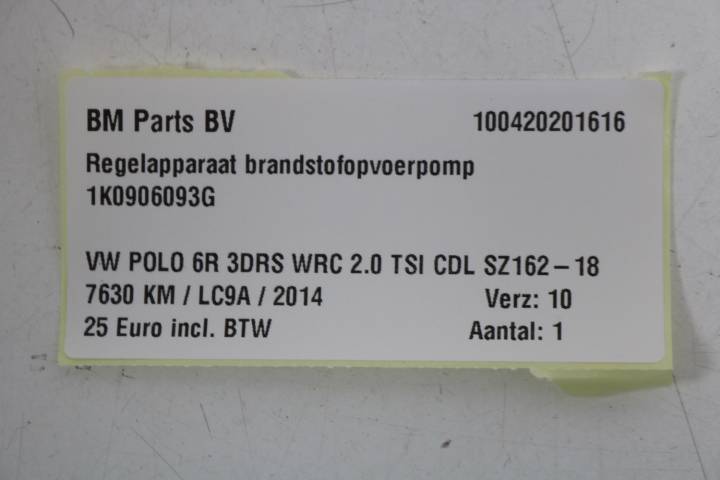 BM Parts BV 100420201616
Regelapparaat brandstofopvoerpomp
1K0906093G
VW POLO 6R 3DRS WRC 2.0 TSI CDL SZ162-18
7630 KM / LC9A / 2014 Verz: 10
25 Euro incl. BTW Aantal: 1